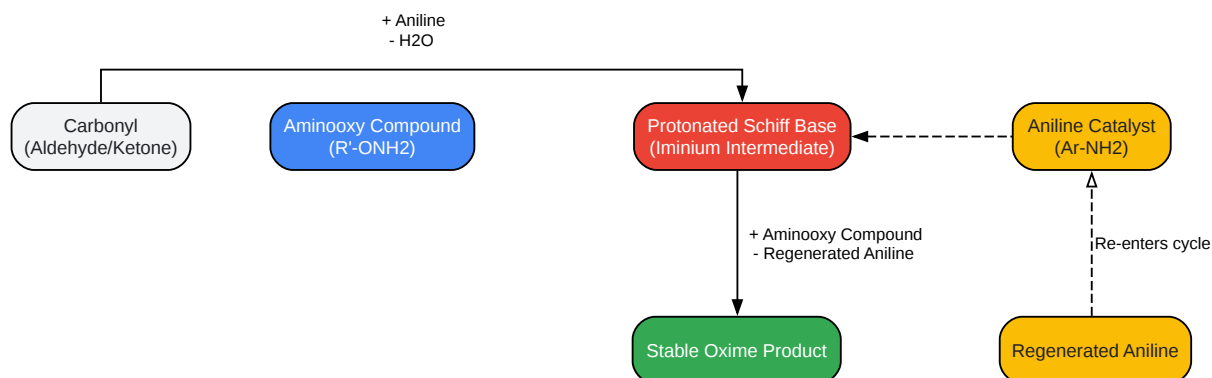 + Aniline
- H2O
Carbonyl
(Aldehyde/Ketone)
Aminooxy Compound
(R'-ONH2)
Protonated Schiff Base
(Iminium Intermediate)
Aniline Catalyst
(Ar-NH2)
+ Aminooxy Compound
- Regenerated Aniline
Re-enters cycle
Stable Oxime Product
Regenerated Aniline